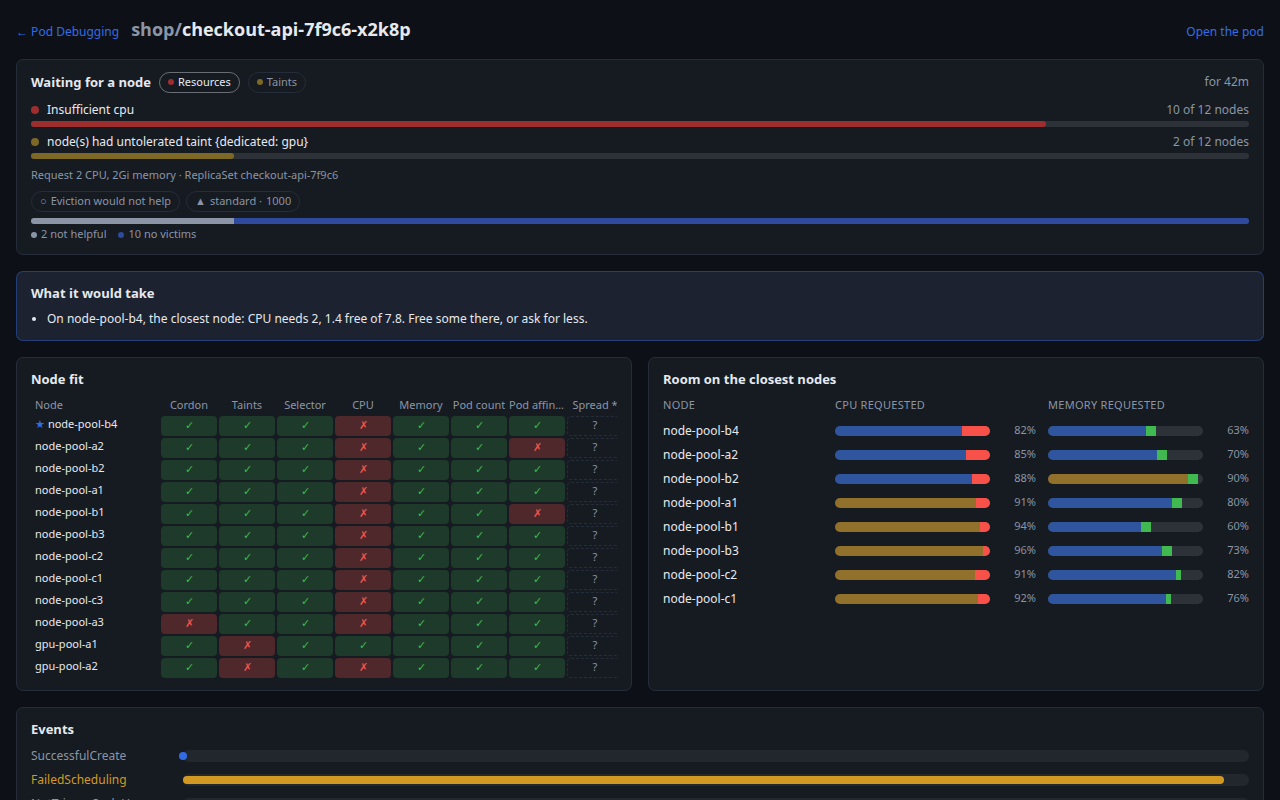 ← Pod Debugging shop/checkout-api-7f9c6-x2k8p Open the pod
Waiting for a node Resources Taints for 42m
Insufficient cpu 10 of 12 nodes
node(s) had untolerated taint {dedicated: gpu} 2 of 12 nodes
Request 2 CPU, 2Gi memory · ReplicaSet checkout-api-7f9c6
○ Eviction would not help ▲ standard · 1000
2 not helpful 10 no victims
What it would take
• On node-pool-b4, the closest node: CPU needs 2, 1.4 free of 7.8. Free some there, or ask for less.
Node fit
Node Cordon Taints Selector CPU Memory Pod count Pod affin... Spread *
★ node-pool-b4 ✓ ✓ ✓ ✗ ✓ ✓ ✓ ?
node-pool-a2 ✓ ✓ ✓ ✗ ✓ ✓ ✗ ?
node-pool-b2 ✓ ✓ ✓ ✗ ✓ ✓ ✓ ?
node-pool-a1 ✓ ✓ ✓ ✗ ✓ ✓ ✓ ?
node-pool-b1 ✓ ✓ ✓ ✗ ✓ ✓ ✗ ?
node-pool-b3 ✓ ✓ ✓ ✗ ✓ ✓ ✓ ?
node-pool-c2 ✓ ✓ ✓ ✗ ✓ ✓ ✓ ?
node-pool-c1 ✓ ✓ ✓ ✗ ✓ ✓ ✓ ?
node-pool-c3 ✓ ✓ ✓ ✗ ✓ ✓ ✓ ?
node-pool-a3 ✗ ✓ ✓ ✗ ✓ ✓ ✓ ?
gpu-pool-a1 ✓ ✗ ✓ ✓ ✓ ✓ ✓ ?
gpu-pool-a2 ✓ ✗ ✓ ✗ ✓ ✓ ✓ ?
Room on the closest nodes
NODE CPU REQUESTED MEMORY REQUESTED
node-pool-b4 82% 63%
node-pool-a2 85% 70%
node-pool-b2 88% 90%
node-pool-a1 91% 80%
node-pool-b1 94% 60%
node-pool-b3 96% 73%
node-pool-c2 91% 82%
node-pool-c1 92% 76%
Events
SuccessfulCreate
FailedScheduling